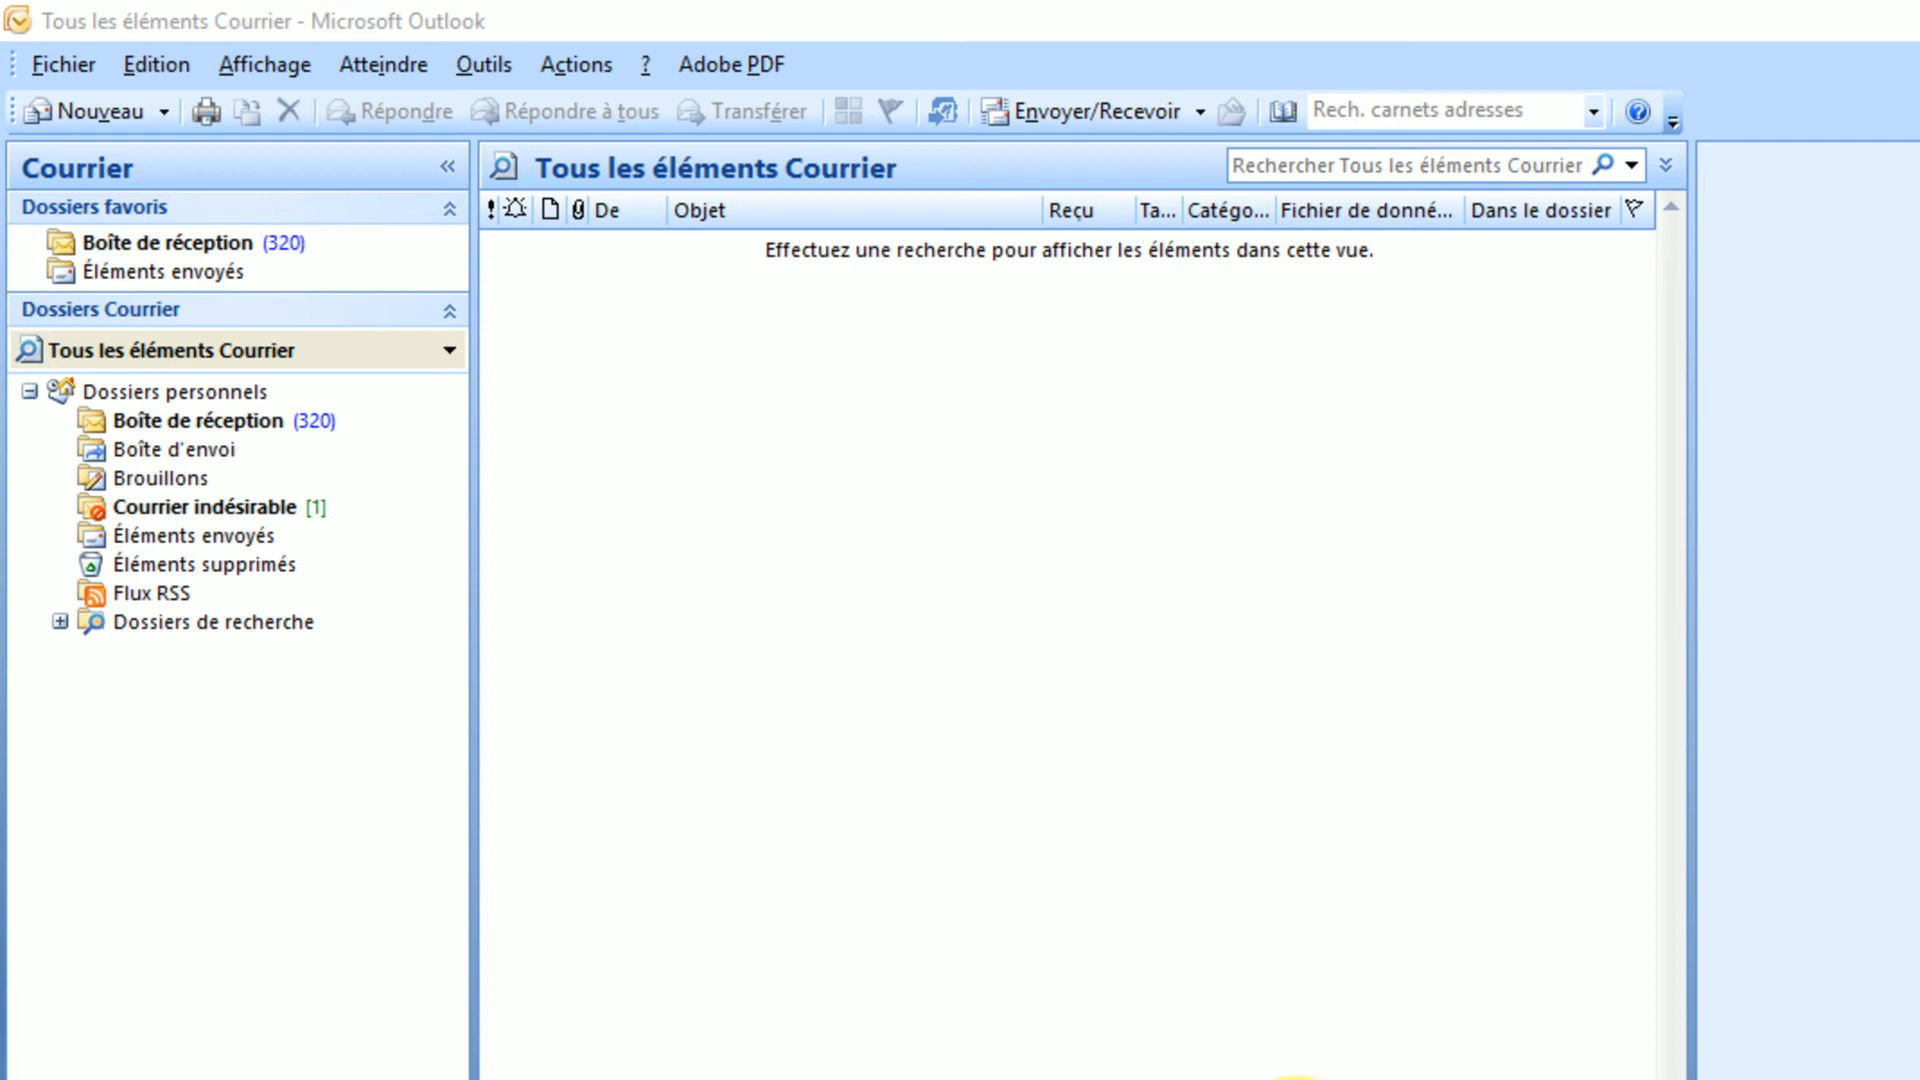 Tous les éléments Courrier - Microsoft Outlook
Fichier Edition Affichage Atteindre Outils Actions ? Adobe PDF
Nouveau Répondre Répondre à tous Transférer Envoyer/Recevoir Rech. carnets adresses
Courrier
Dossiers favoris
Boîte de réception (320)
Éléments envoyés
Dossiers Courrier
Tous les éléments Courrier
Dossiers personnels
Boîte de réception (320)
Boîte d'envoi
Brouillons
Courrier indésirable [1]
Éléments envoyés
Éléments supprimés
Flux RSS
Dossiers de recherche
Tous les éléments Courrier Rechercher Tous les éléments Courrier
De Objet Reçu Ta... Catégo... Fichier de donné... Dans le dossier
Effectuez une recherche pour afficher les éléments dans cette vue.